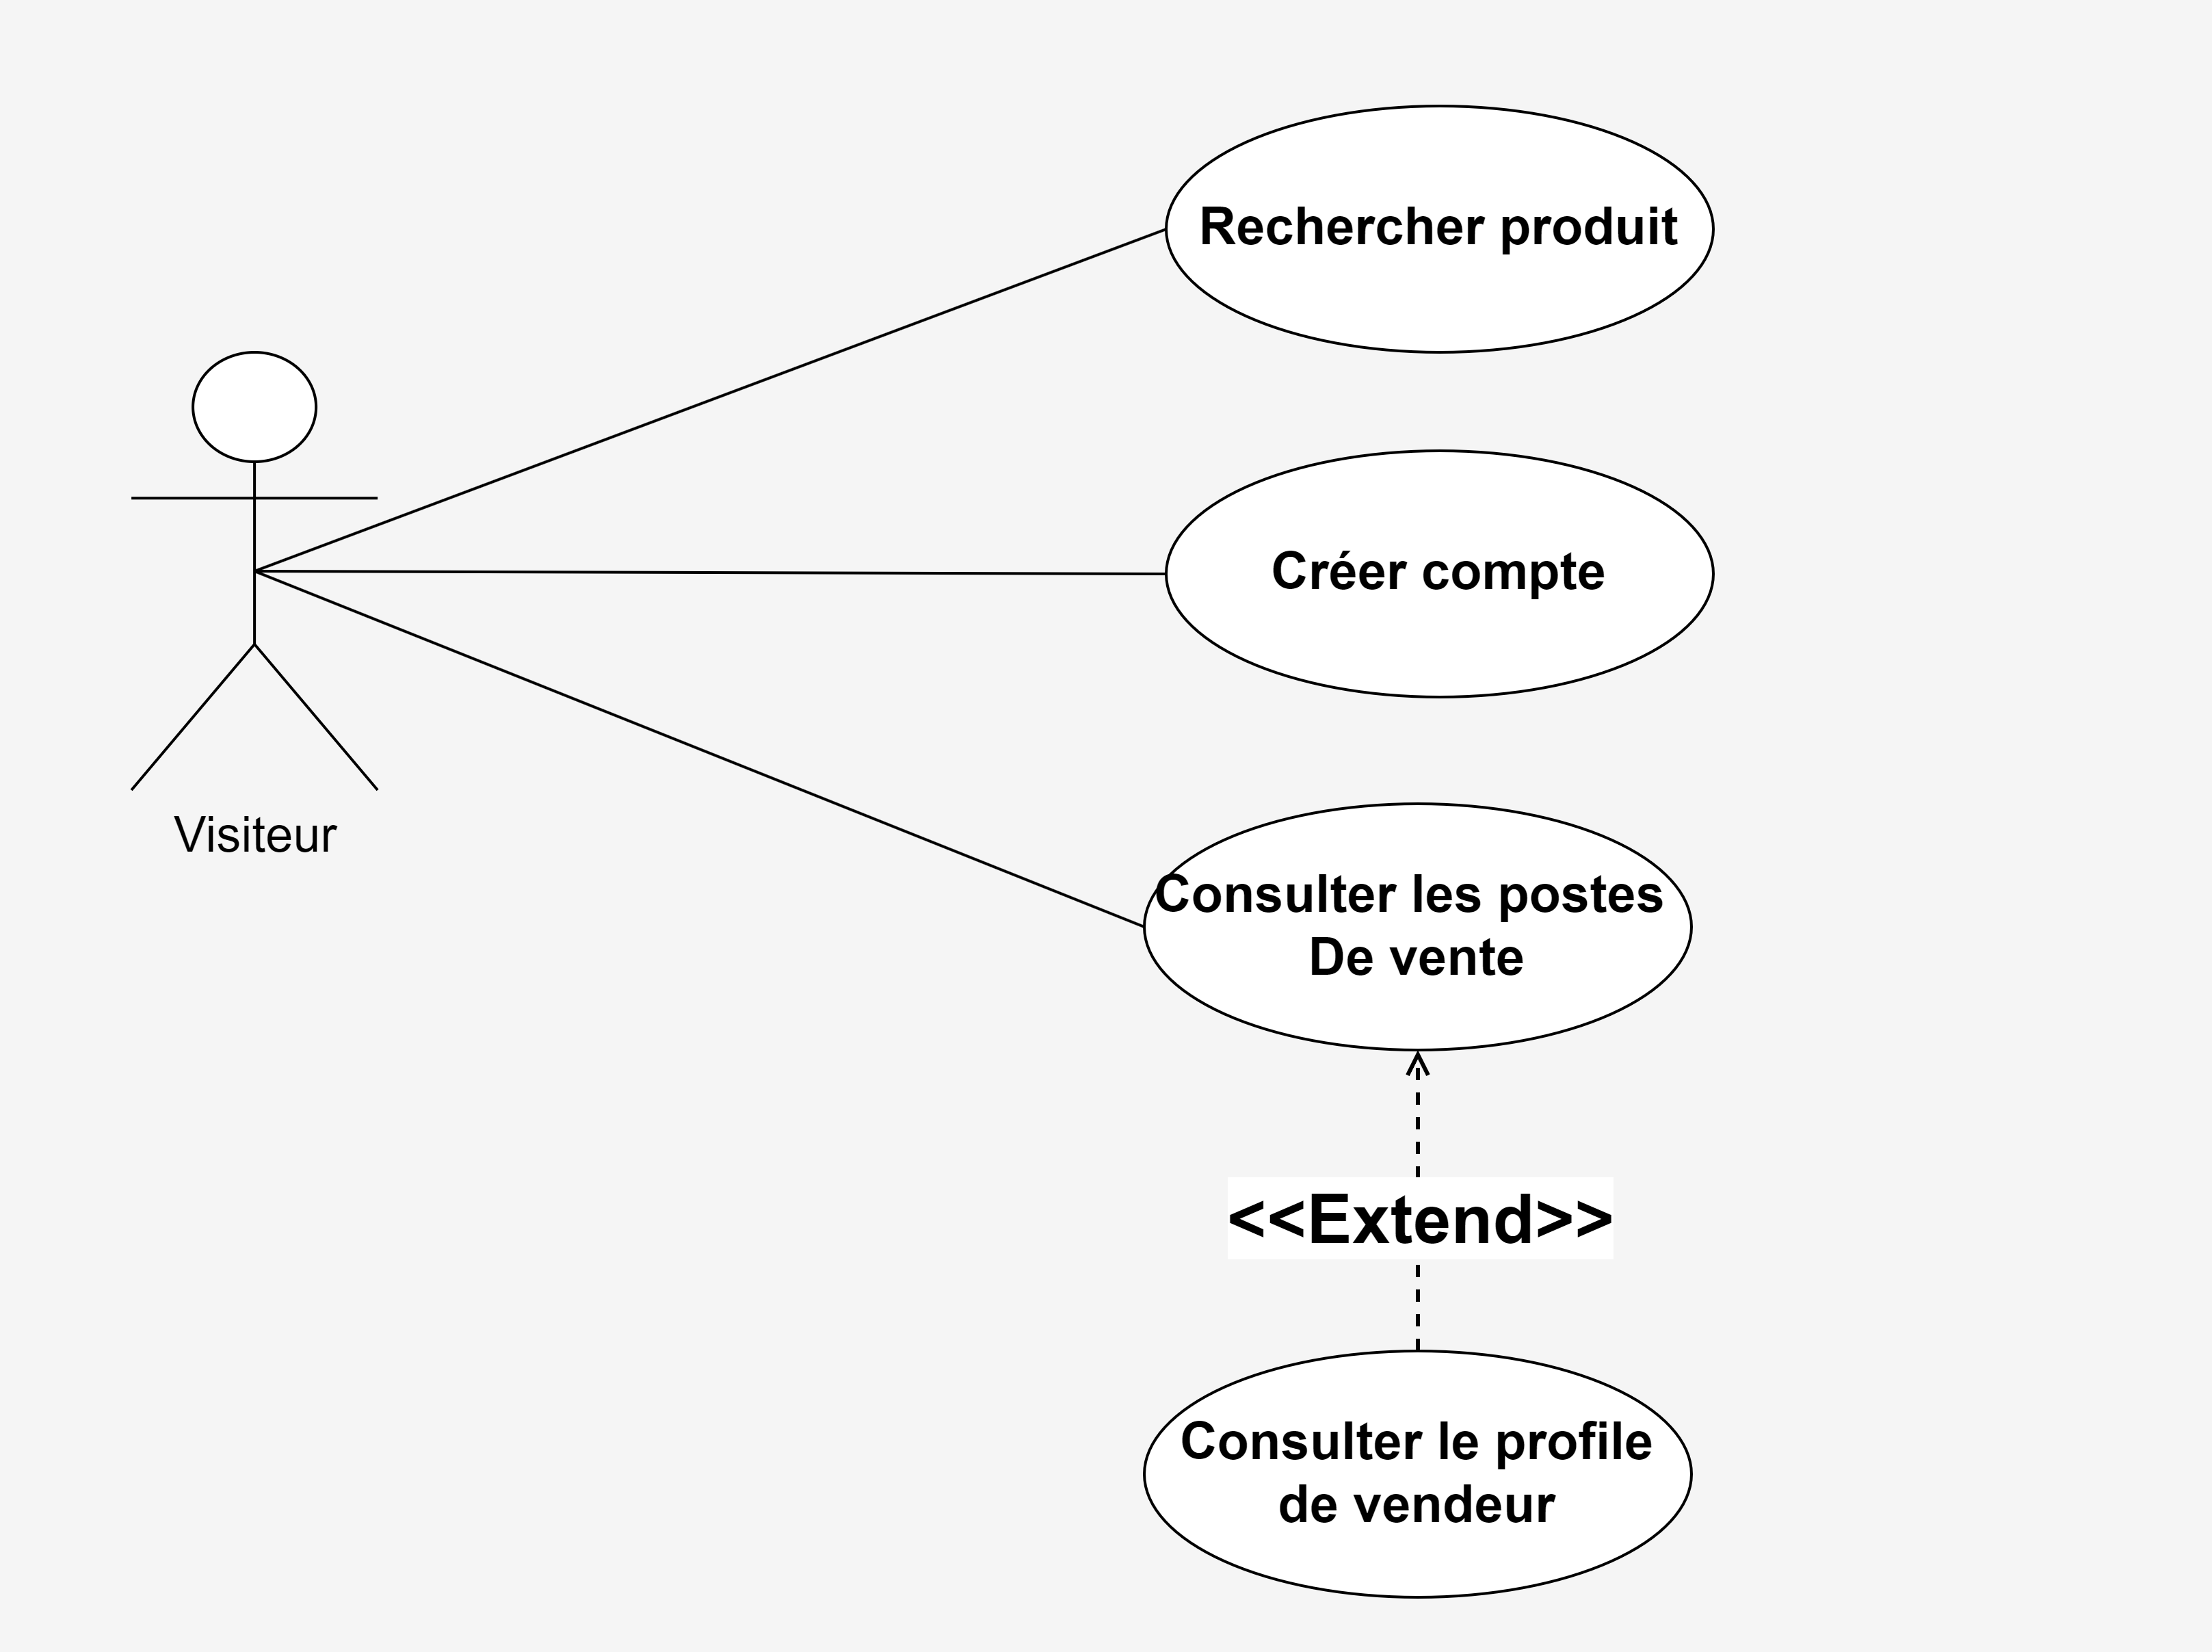 Rechercher produit
Créer compte
Visiteur
Consulter les postes
De vente
<<Extend>>
Consulter le profile
de vendeur